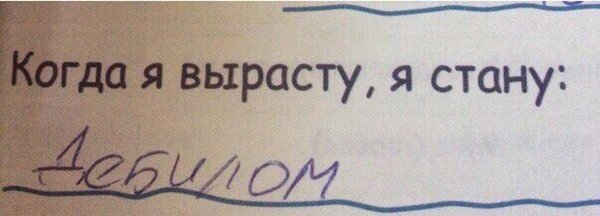 Когда я вырасту, я стану:
Дебилом